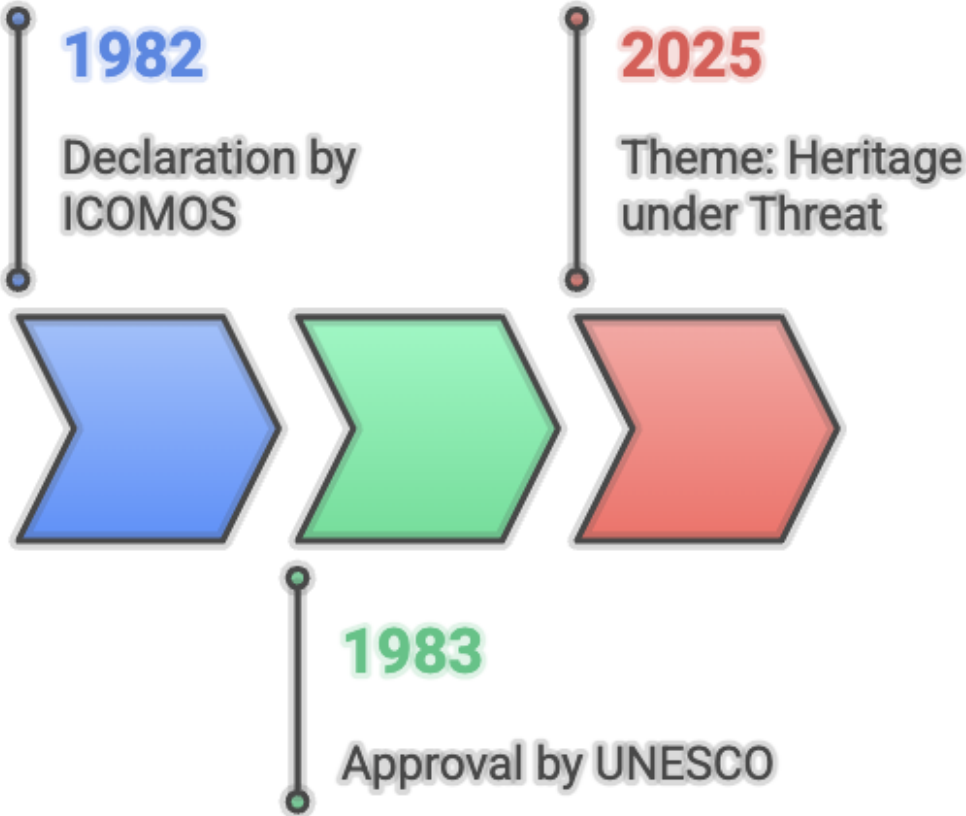 1982
Declaration by
ICOMOS
2025
Theme: Heritage
under Threat
1983
Approval by UNESCO